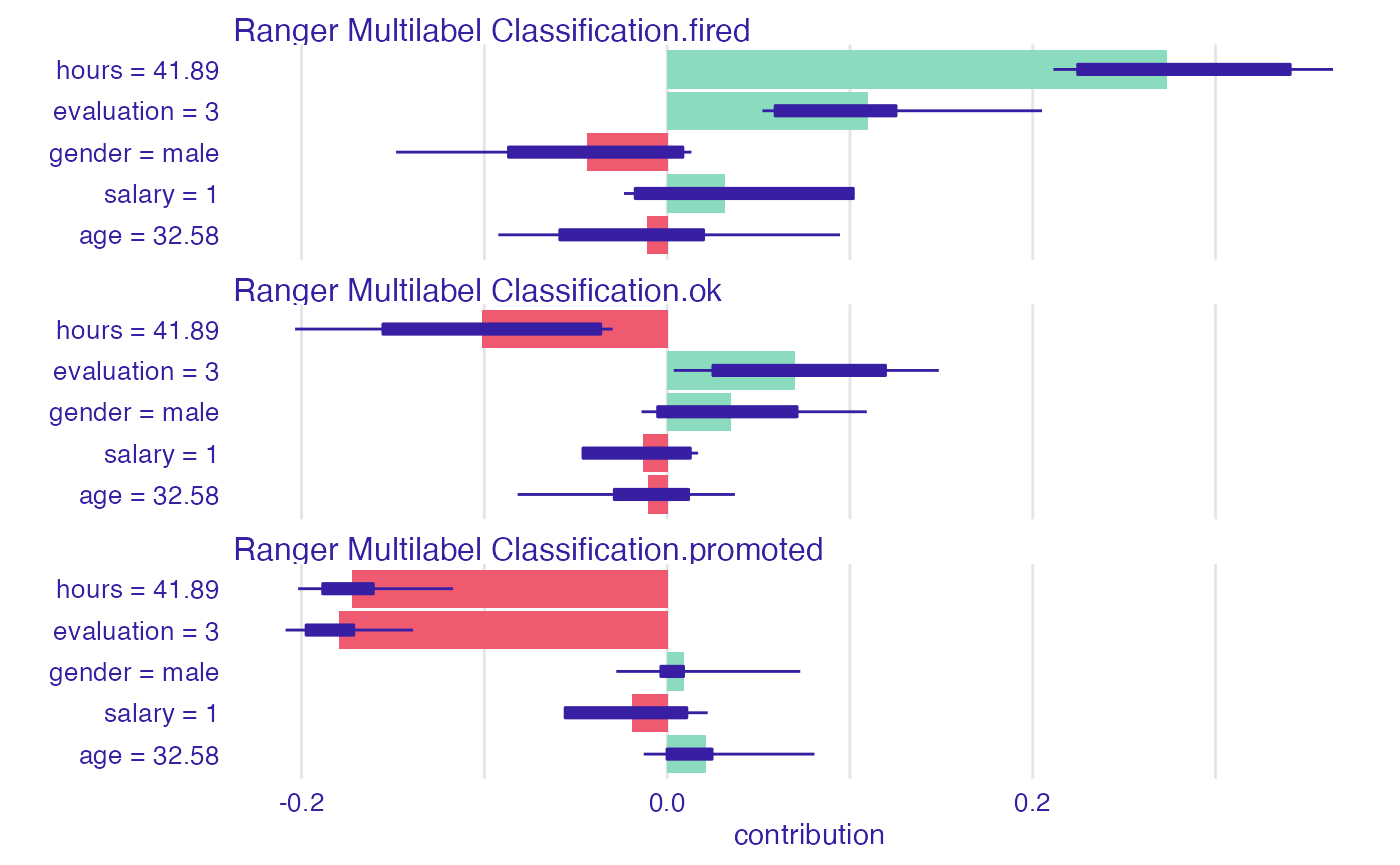 Ranger Multilabel Classification.fired
hours = 41.89
evaluation = 3
gender = male
salary = 1
age = 32.58
Ranger Multilabel Classification.ok
hours = 41.89
evaluation = 3
gender = male
salary = 1
age = 32.58
Ranger Multilabel Classification.promoted
hours = 41.89
evaluation = 3
gender = male
salary = 1
age = 32.58
-0.2 0.0 0.2
contribution